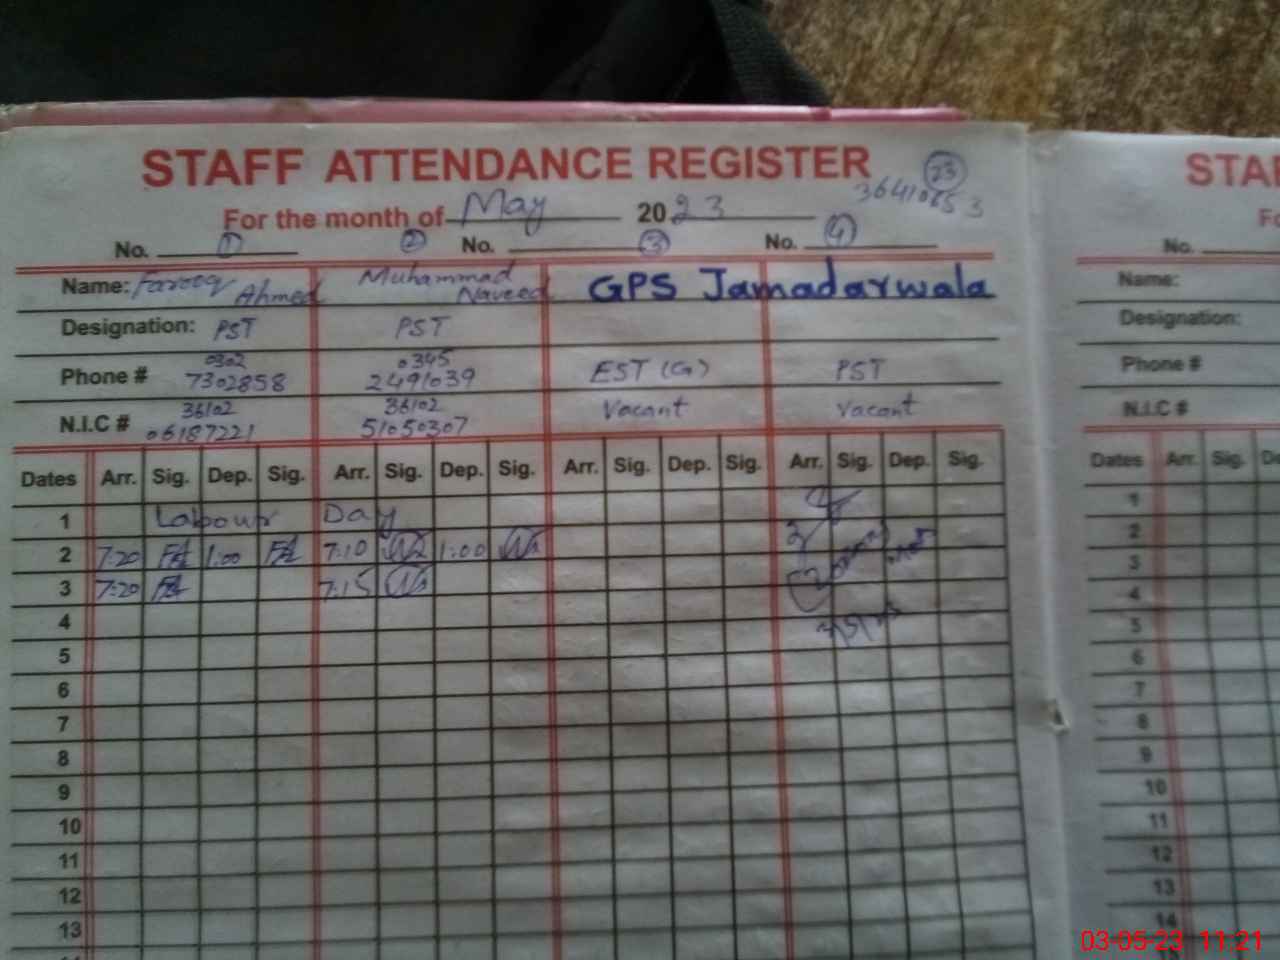 STAFF ATTENDANCE REGISTER
23
36410653
For the month of May 2023
No. 1 2 No. 3 No. 4
Name: Farooq Ahmed Muhammad Naveed GPS Jamadarwala
Designation: PST PST
Phone # 0302 7302858 0345 2491039 EST (G) PST
N.I.C # 36102 06187221 36102 51050307 Vacant Vacant
Dates Arr. Sig. Dep. Sig. Arr. Sig. Dep. Sig. Arr. Sig. Dep. Sig. Arr. Sig. Dep. Sig.
1 Labour Day
2 7:20 FA 1:00 FA 7:10 1:00
3 7:20 FA 7:15
4
5
6
7
8
9
10
11
12
13
STAF
No.
Name:
Designation:
Phone #
N.I.C #
Dates Arr. Sig.
1
2
3
4
5
6
7
8
9
10
11
12
13
14
03-05-23 11:21